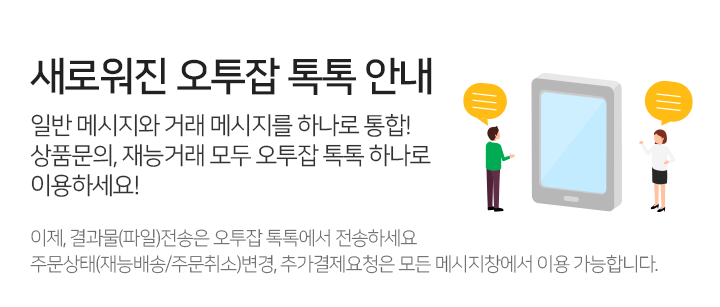 새로워진 오투잡 톡톡 안내
일반 메시지와 거래 메시지를 하나로 통합!
상품문의, 재능거래 모두 오투잡 톡톡 하나로
이용하세요!
이제, 결과물(파일)전송은 오투잡 톡톡에서 전송하세요
주문상태(재능배송/주문취소)변경, 추가결제요청은 모든 메시지창에서 이용 가능합니다.